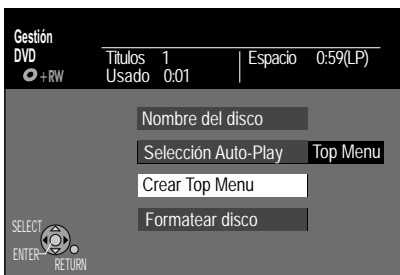 Gestión
DVD
+RW
Titulos 1 Espacio 0:59(LP)
Usado 0:01
Nombre del disco
Selección Auto-Play Top Menu
Crear Top Menu
Formatear disco
SELECT
ENTER
RETURN